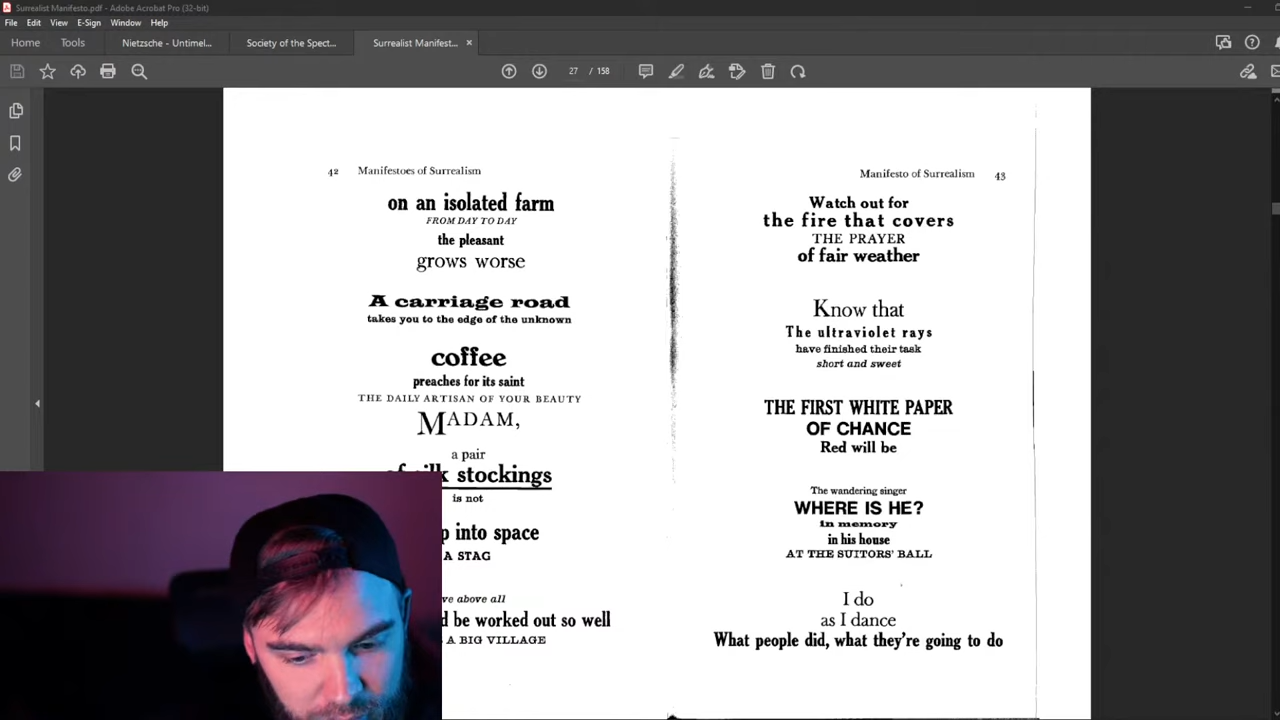 Surrealist Manifesto.pdf - Adobe Acrobat Pro (32-bit)
File Edit View E-Sign Window Help
Home Tools Nietzsche - Untimel... Society of the Spect... Surrealist Manifest... ×
27 / 158
42 Manifestoes of Surrealism
on an isolated farm
FROM DAY TO DAY
the pleasant
grows worse
A carriage road
takes you to the edge of the unknown
coffee
preaches for its saint
THE DAILY ARTISAN OF YOUR BEAUTY
MADAM,
a pair
silk stockings
is not
into space
A STAG
above all
be worked out so well
A BIG VILLAGE
Manifesto of Surrealism 43
Watch out for
the fire that covers
THE PRAYER
of fair weather
Know that
The ultraviolet rays
have finished their task
short and sweet
THE FIRST WHITE PAPER
OF CHANCE
Red will be
The wandering singer
WHERE IS HE?
in memory
in his house
AT THE SUITORS' BALL
I do
as I dance
What people did, what they're going to do